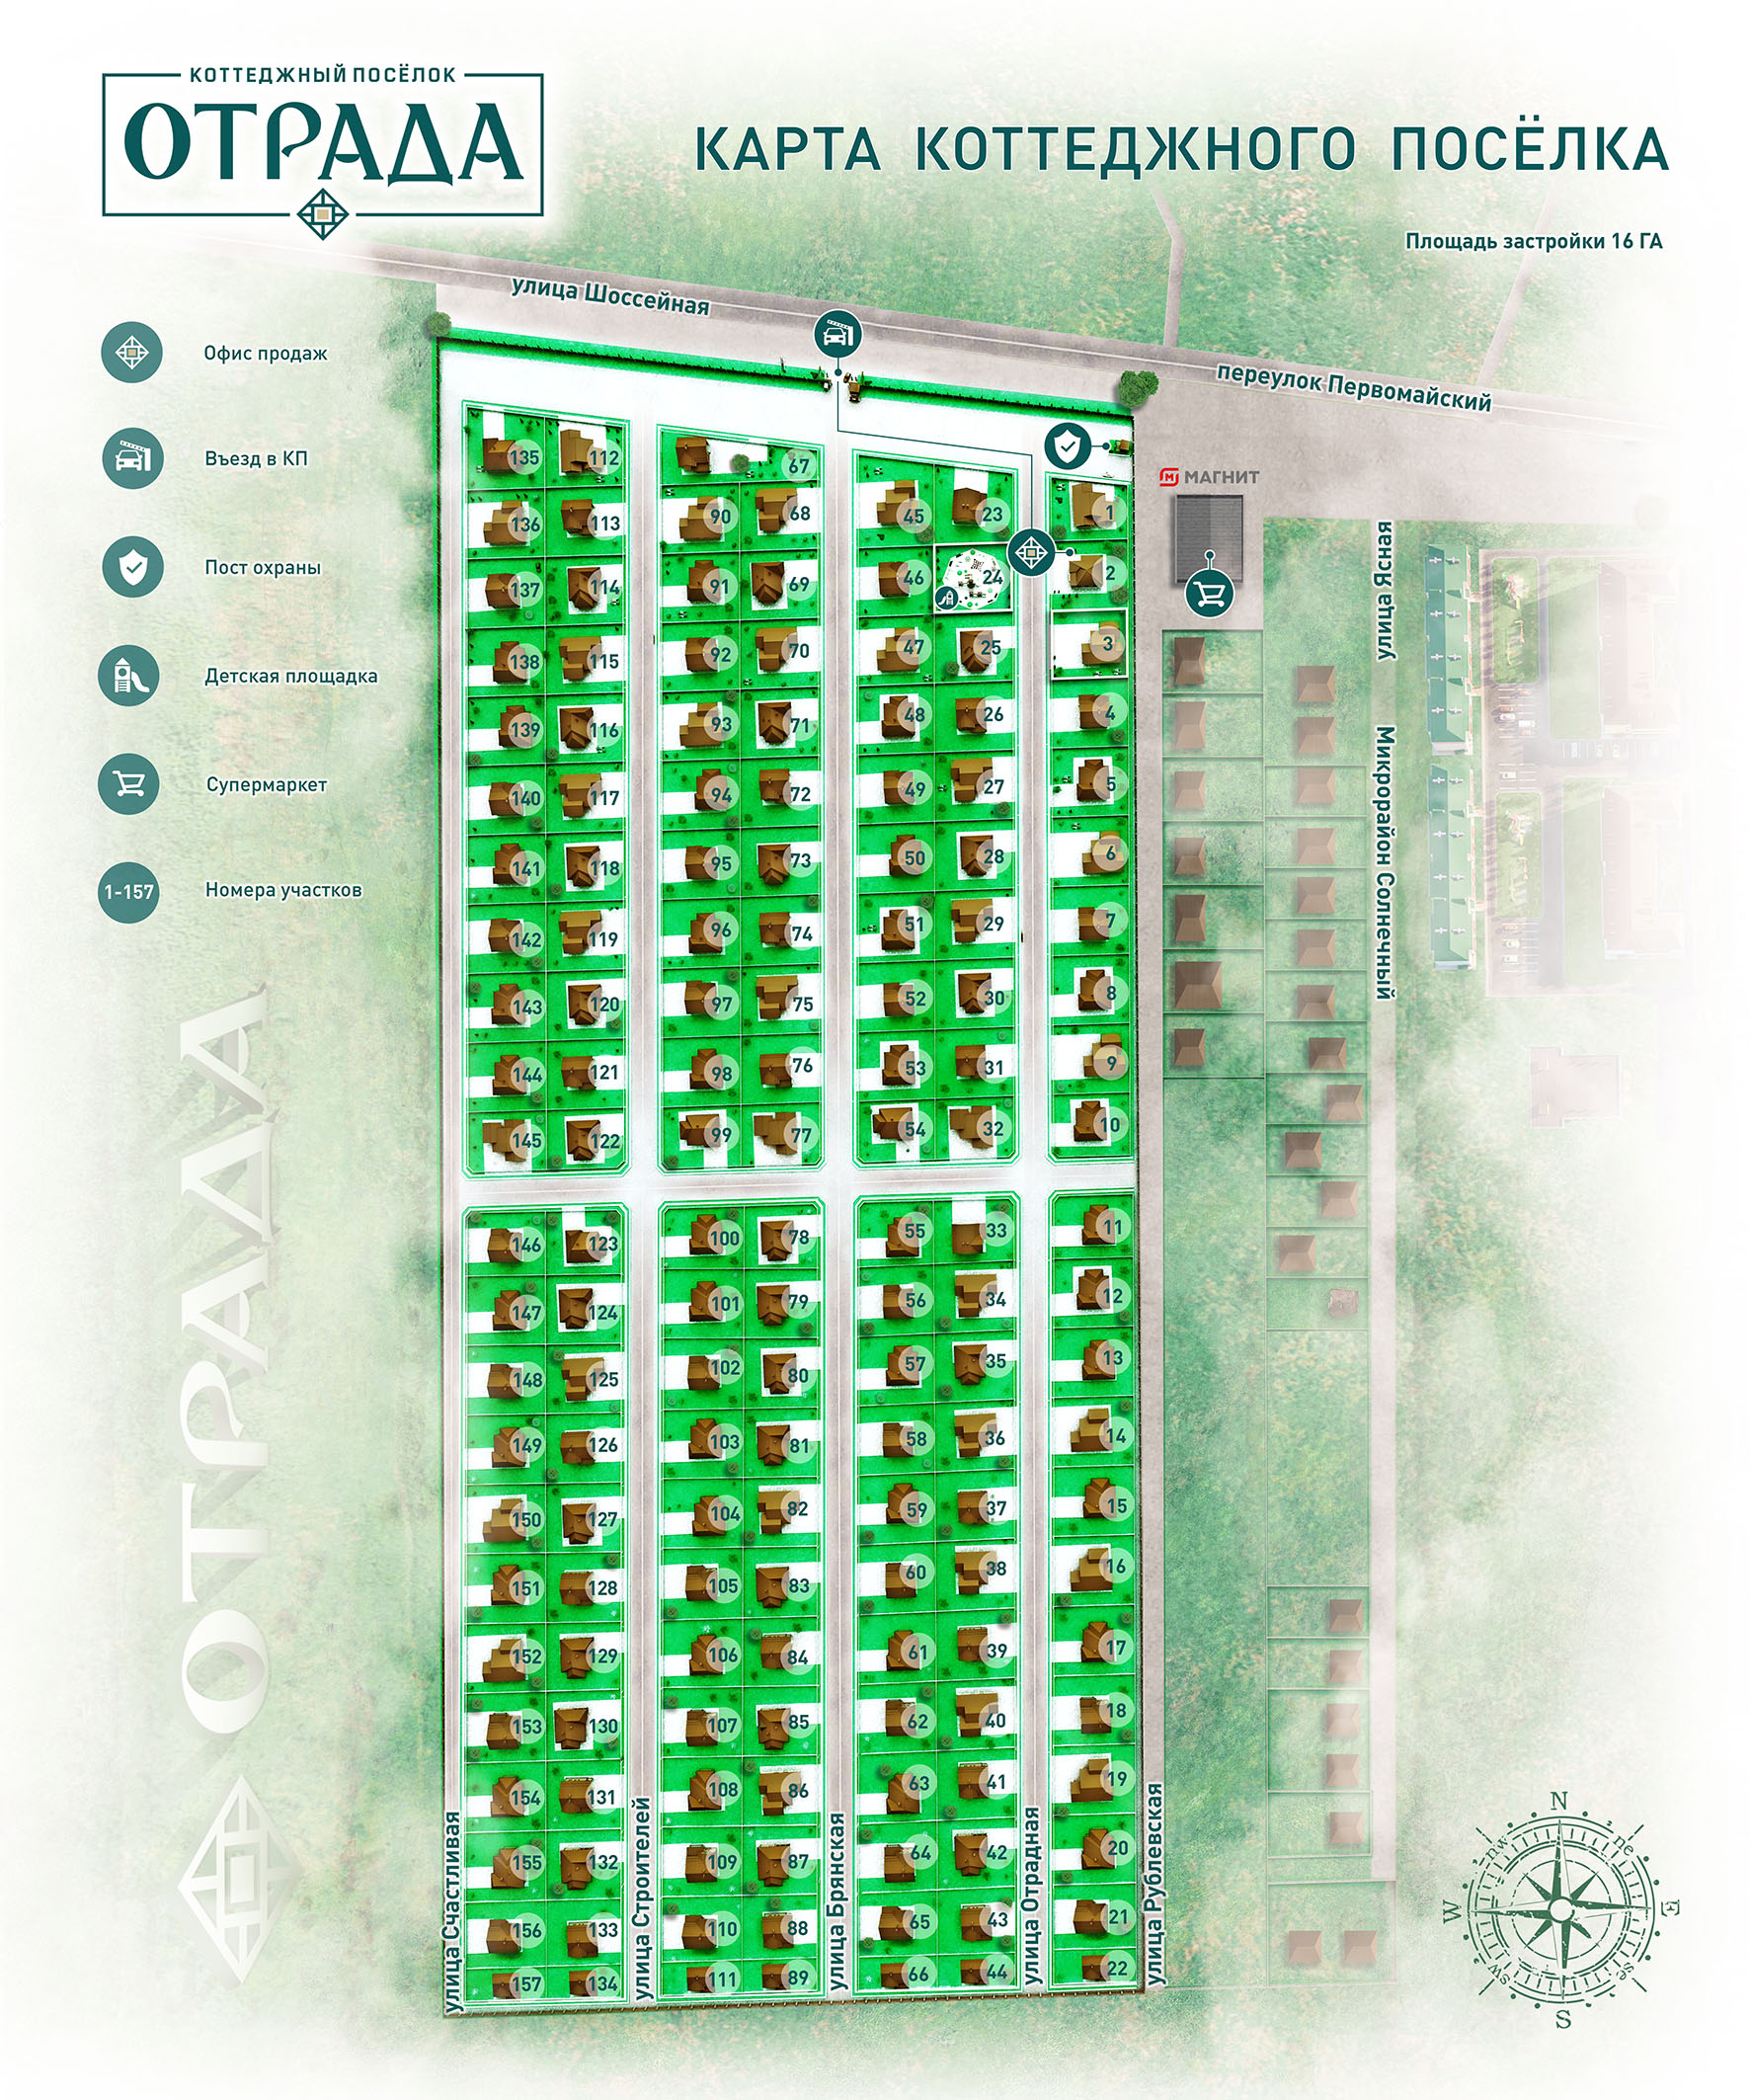 КОТТЕДЖНЫЙ ПОСЁЛОК
ОТРАДА
КАРТА КОТТЕДЖНОГО ПОСЁЛКА
Площадь застройки 16 ГА
улица Шоссейная
переулок Первомайский
Офис продаж
Въезд в КП
Пост охраны
Детская площадка
Супермаркет
1-157
Номера участков
МАГНИТ
улица Ясная
Микрорайон Солнечный
ОТРАДА
135 112 67
136 113 90 68 45 23 1
137 114 91 69 46 24 2
138 115 92 70 47 25 3
139 116 93 71 48 26 4
140 117 94 72 49 27 5
141 118 95 73 50 28 6
142 119 96 74 51 29 7
143 120 97 75 52 30 8
144 121 98 76 53 31 9
145 122 99 77 54 32 10
146 123 100 78 55 33 11
147 124 101 79 56 34 12
148 125 102 80 57 35 13
149 126 103 81 58 36 14
150 127 104 82 59 37 15
151 128 105 83 60 38 16
152 129 106 84 61 39 17
153 130 107 85 62 40 18
154 131 108 86 63 41 19
155 132 109 87 64 42 20
156 133 110 88 65 43 21
157 134 111 89 66 44 22
улица Счастливая
улица Строителей
улица Брянская
улица Отрадная
улица Рублевская
N
nw ne
W E
sw se
S